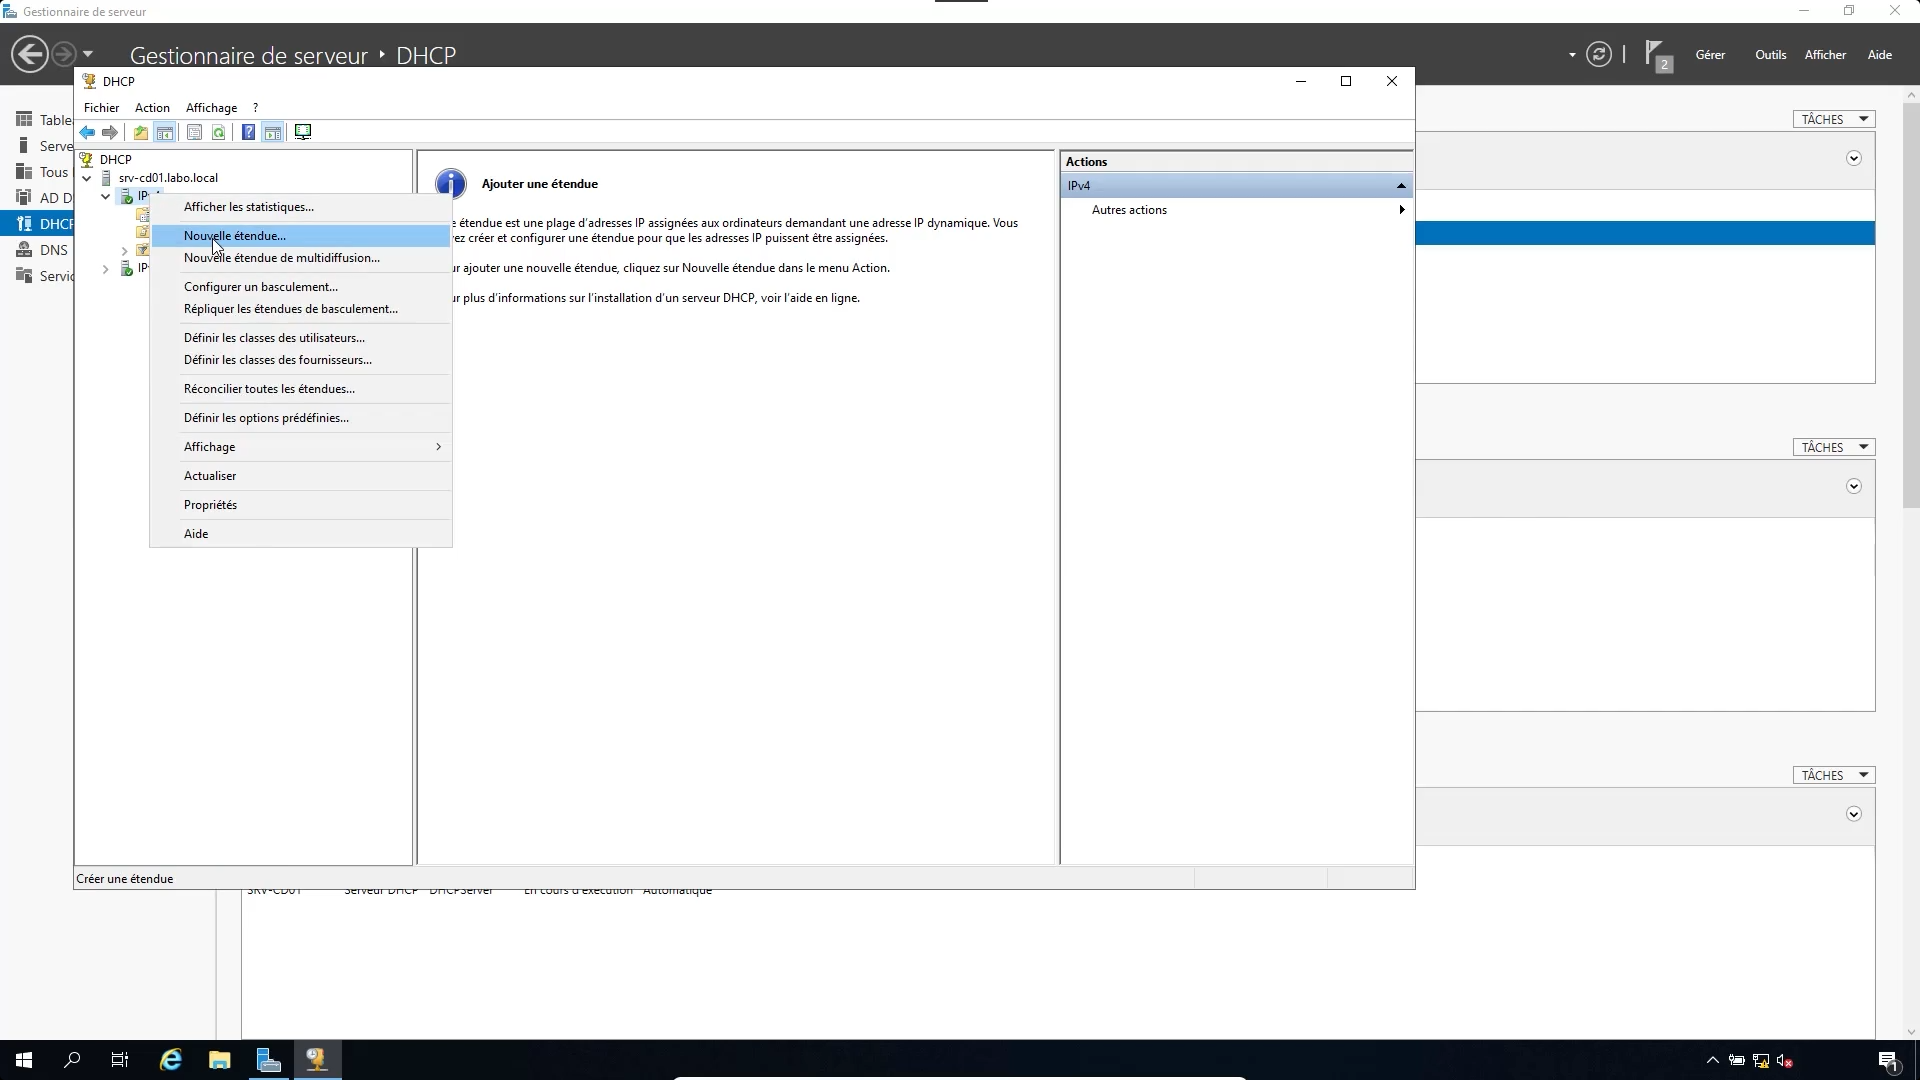 Gestionnaire de serveur
Gestionnaire de serveur ‣ DHCP
2
Gérer
Outils
Afficher
Aide
DHCP
Fichier
Action
Affichage
?
Table
Serve
Tous
AD D
DHCP
DNS
Servic
DHCP
srv-cd01.labo.local
Afficher les statistiques...
Nouvelle étendue...
Nouvelle étendue de multidiffusion...
Configurer un basculement...
Répliquer les étendues de basculement...
Définir les classes des utilisateurs...
Définir les classes des fournisseurs...
Réconcilier toutes les étendues...
Définir les options prédéfinies...
Affichage
Actualiser
Propriétés
Aide
Ajouter une étendue
e étendue est une plage d'adresses IP assignées aux ordinateurs demandant une adresse IP dynamique. Vous
ez créer et configurer une étendue pour que les adresses IP puissent être assignées.
ur ajouter une nouvelle étendue, cliquez sur Nouvelle étendue dans le menu Action.
ur plus d'informations sur l'installation d'un serveur DHCP, voir l'aide en ligne.
Actions
IPv4
Autres actions
TÂCHES
TÂCHES
TÂCHES
Créer une étendue
SRV-CD01 Serveur DHCP DHCPServer En cours d'exécution Automatique
1